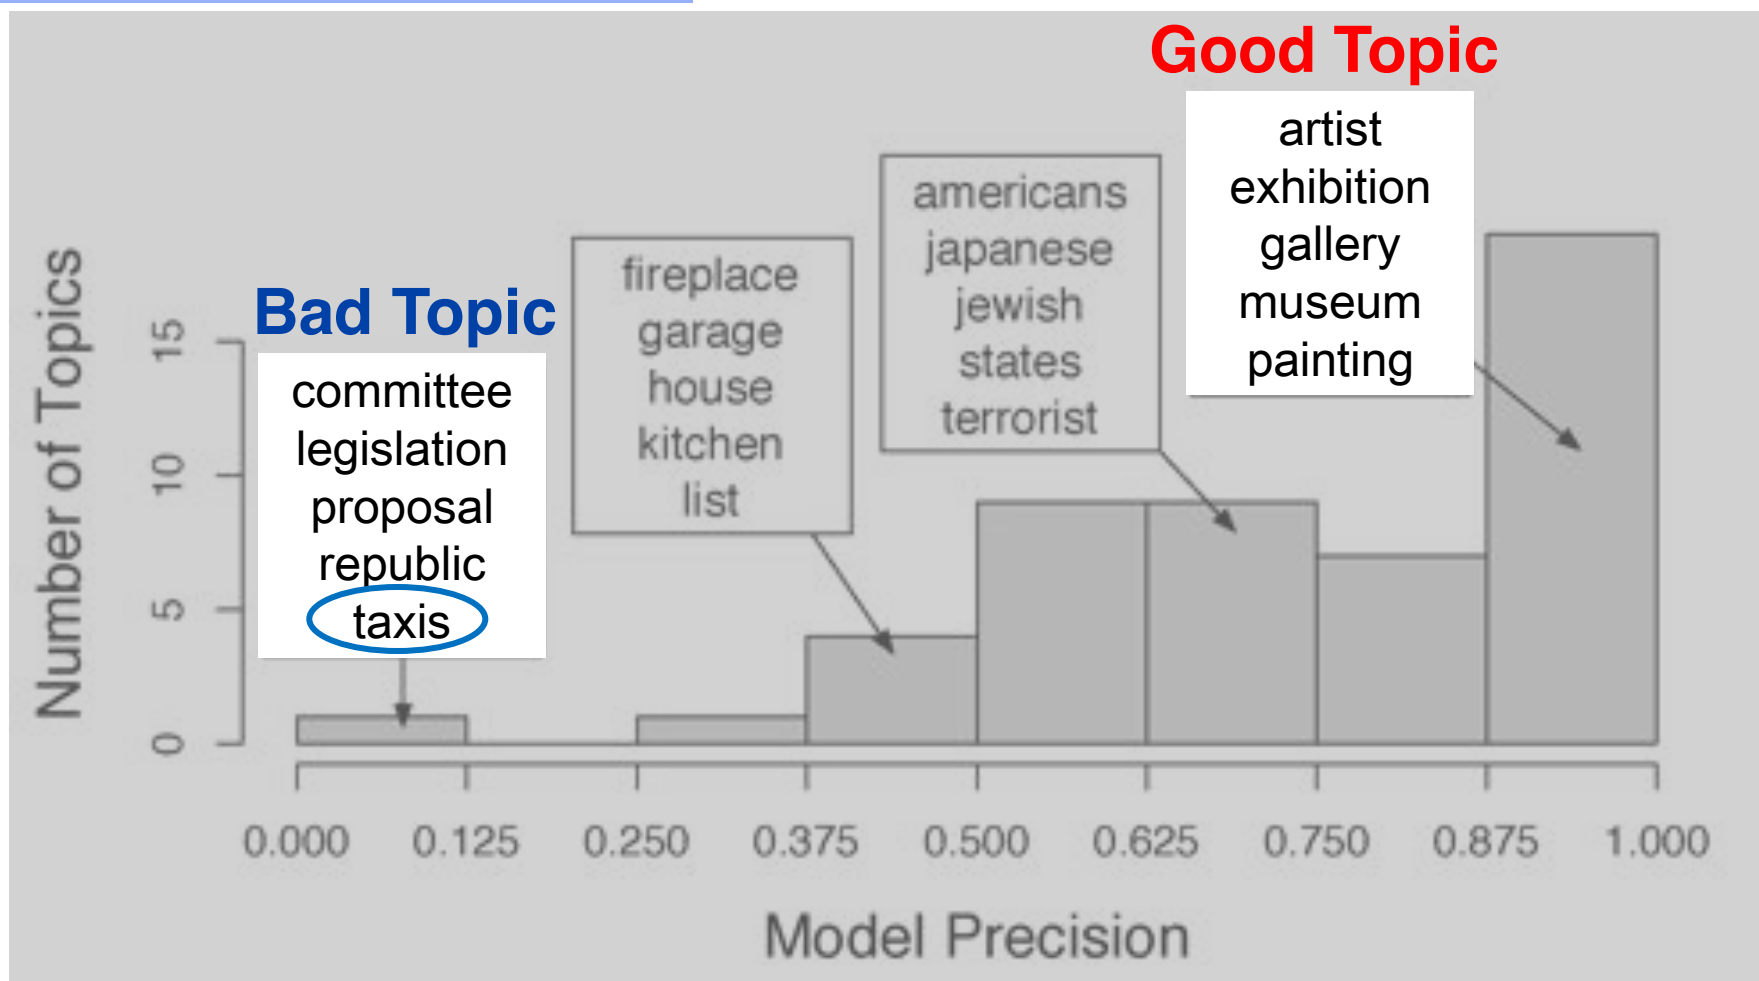 Good Topic
artist
exhibition
gallery
museum
painting
americans
japanese
jewish
states
terrorist
fireplace
garage
house
kitchen
list
Bad Topic
committee
legislation
proposal
republic
taxis
Number of Topics
15
10
5
0
0.000 0.125 0.250 0.375 0.500 0.625 0.750 0.875 1.000
Model Precision